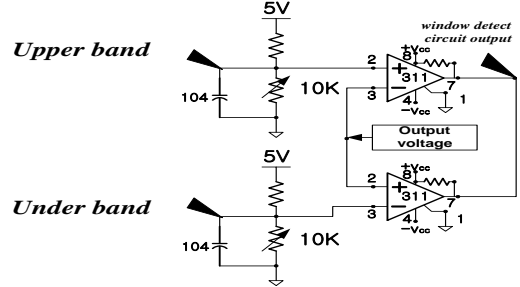 5V
window detect
circuit output
Upper band
+Vcc
8
2
+
311
3
−
7
104
10K
4
1
−Vcc
Output
voltage
5V
+Vcc
8
2
+
311
Under band
3
−
7
1
104
10K
4
−Vcc